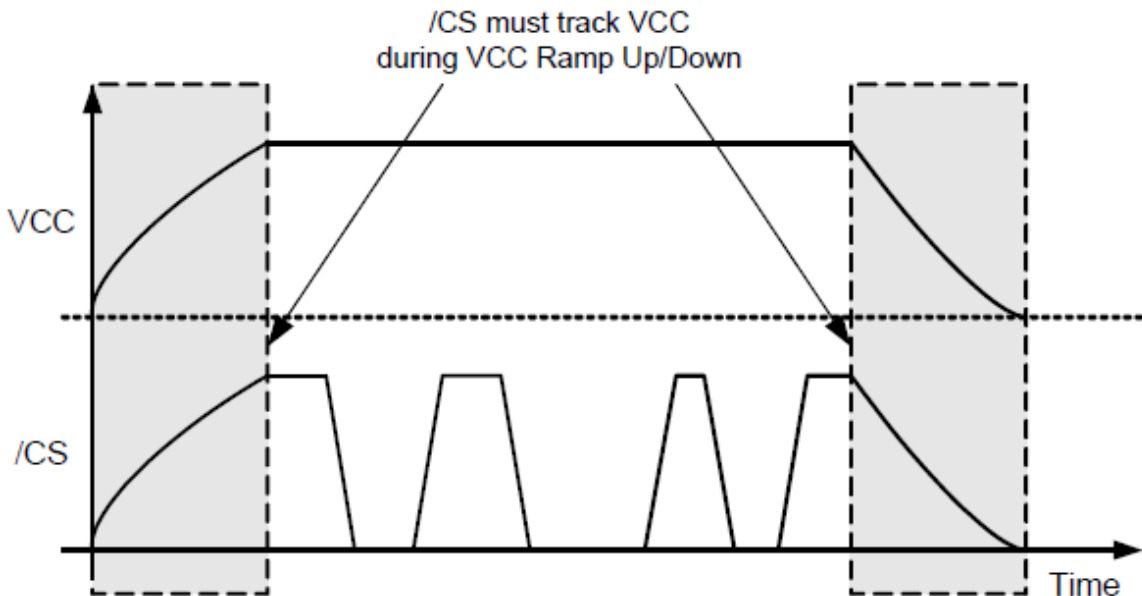 /CS must track VCC
during VCC Ramp Up/Down
VCC
/CS
Time